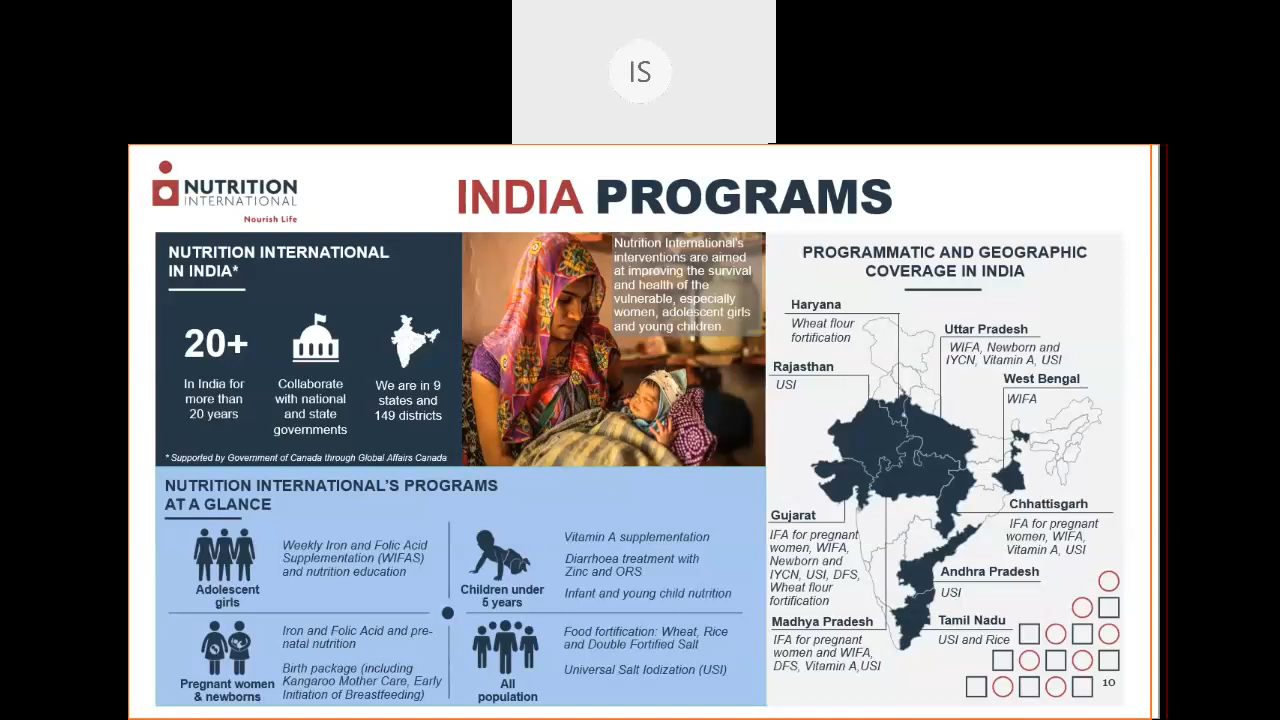 IS
NUTRITION
INTERNATIONAL
Nourish Life
INDIA PROGRAMS
NUTRITION INTERNATIONAL
IN INDIA*
20+
In India for
more than
20 years
Collaborate
with national
and state
governments
We are in 9
states and
149 districts
* Supported by Government of Canada through Global Affairs Canada
Nutrition International's
interventions are aimed
at improving the survival
and health of the
vulnerable, especially
women, adolescent girls
and young children.
NUTRITION INTERNATIONAL'S PROGRAMS
AT A GLANCE
Adolescent
girls
Weekly Iron and Folic Acid
Supplementation (WIFAS)
and nutrition education
Children under
5 years
Vitamin A supplementation
Diarrhoea treatment with
Zinc and ORS
Infant and young child nutrition
Pregnant women
& newborns
Iron and Folic Acid and pre-
natal nutrition
Birth package (including
Kangaroo Mother Care, Early
Initiation of Breastfeeding)
All
population
Food fortification: Wheat, Rice
and Double Fortified Salt
Universal Salt Iodization (USI)
PROGRAMMATIC AND GEOGRAPHIC
COVERAGE IN INDIA
Haryana
Wheat flour
fortification
Uttar Pradesh
WIFA, Newborn and
IYCN, Vitamin A, USI
Rajasthan
USI
West Bengal
WIFA
Gujarat
IFA for pregnant
women, WIFA,
Newborn and
IYCN, USI, DFS,
Wheat flour
fortification
Chhattisgarh
IFA for pregnant
women, WIFA,
Vitamin A, USI
Andhra Pradesh
USI
Madhya Pradesh
IFA for pregnant
women and WIFA,
DFS, Vitamin A,USI
Tamil Nadu
USI and Rice
10